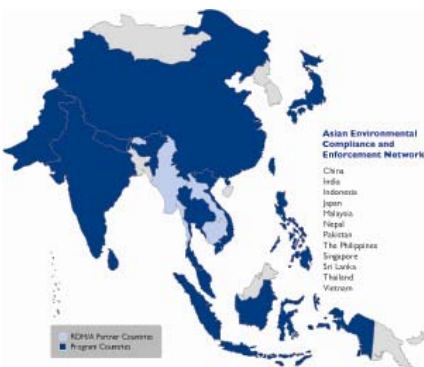 Asian Environmental
Compliance and
Enforcement Network
China
India
Indonesia
Japan
Malaysia
Nepal
Pakistan
The Philippines
Singapore
Sri Lanka
Thailand
Vietnam
RDM/A Partner Countries
Program Countries